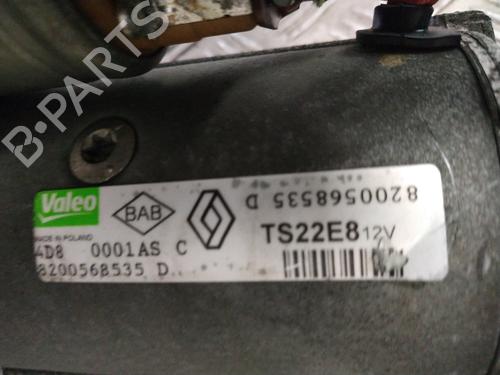 B-PARTS
8200568535 D
Valeo
BAB
TS22E8 12V
MADE IN POLAND
4D8 0001AS C
8200568535 D